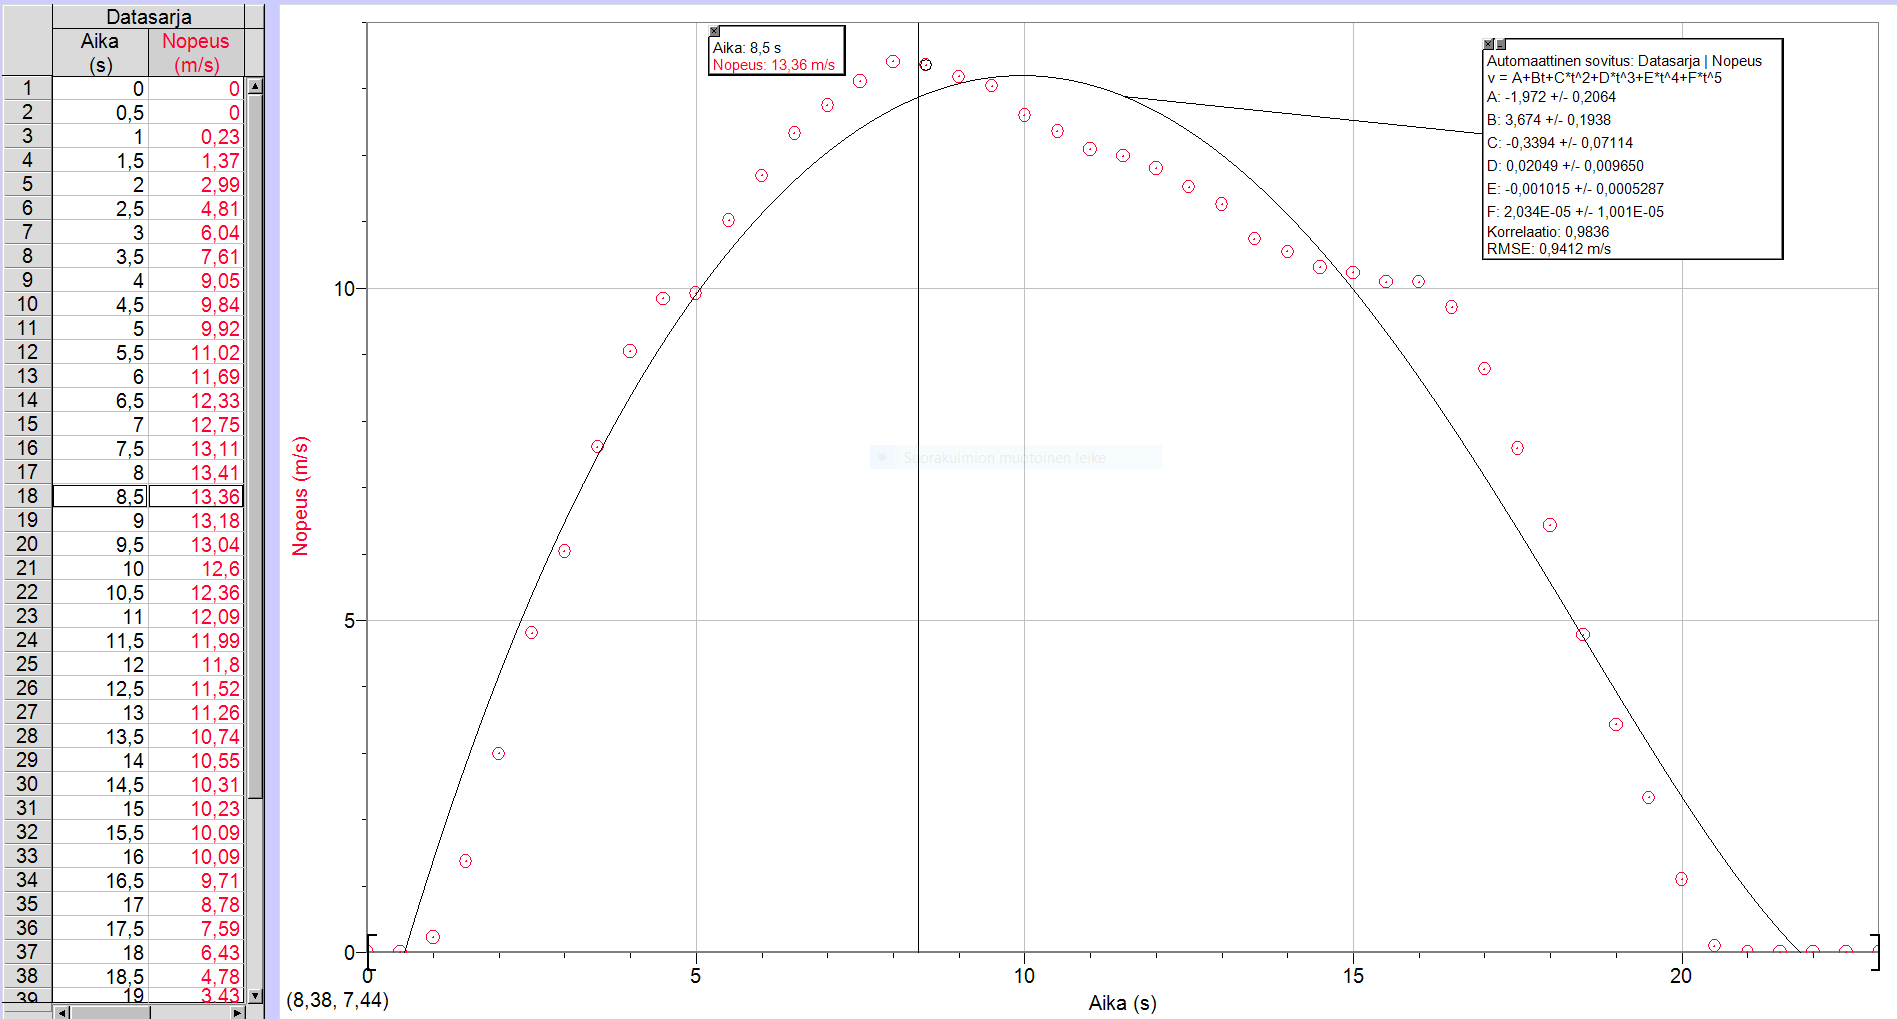 Datasarja
Aika Nopeus
(s) (m/s)
1 0 0
2 0,5 0
3 1 0,23
4 1,5 1,37
5 2 2,99
6 2,5 4,81
7 3 6,04
8 3,5 7,61
9 4 9,05
10 4,5 9,84
11 5 9,92
12 5,5 11,02
13 6 11,69
14 6,5 12,33
15 7 12,75
16 7,5 13,11
17 8 13,41
18 8,5 13,36
19 9 13,18
20 9,5 13,04
21 10 12,6
22 10,5 12,36
23 11 12,09
24 11,5 11,99
25 12 11,8
26 12,5 11,52
27 13 11,26
28 13,5 10,74
29 14 10,55
30 14,5 10,31
31 15 10,23
32 15,5 10,09
33 16 10,09
34 16,5 9,71
35 17 8,78
36 17,5 7,59
37 18 6,43
38 18,5 4,78
39 19 3,43
Aika: 8,5 s
Nopeus: 13,36 m/s
Automaattinen sovitus: Datasarja | Nopeus
v = A+Bt+C*t^2+D*t^3+E*t^4+F*t^5
A: -1,972 +/- 0,2064
B: 3,674 +/- 0,1938
C: -0,3394 +/- 0,07114
D: 0,02049 +/- 0,009650
E: -0,001015 +/- 0,0005287
F: 2,034E-05 +/- 1,001E-05
Korrelaatio: 0,9836
RMSE: 0,9412 m/s
10
Suorakulmion muotoinen leike
Nopeus (m/s)
5
0
0 5 10 15 20
(8,38, 7,44)
Aika (s)